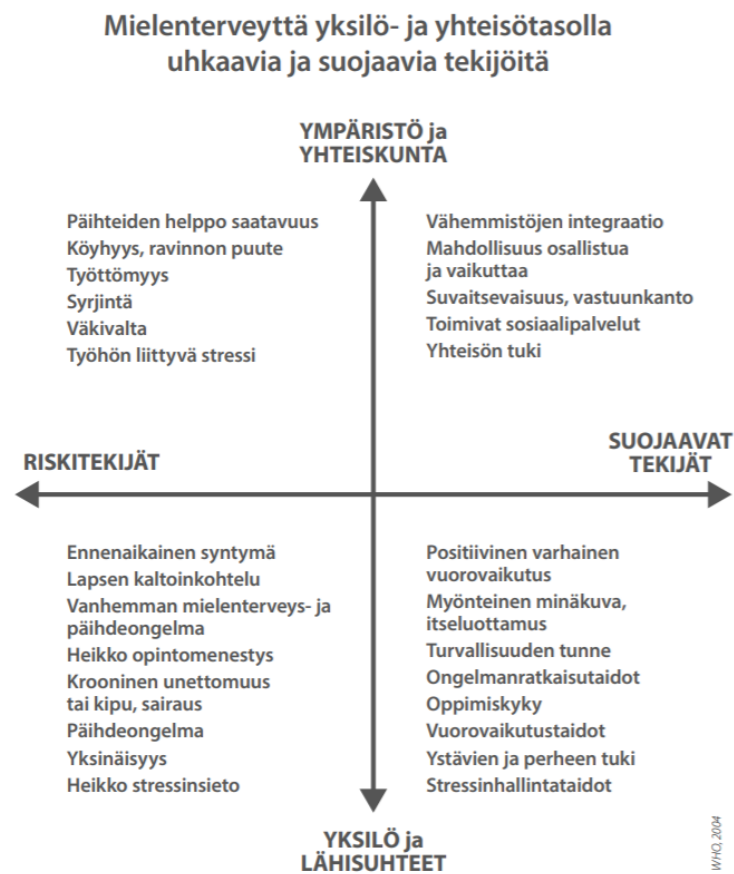 Mielenterveyttä yksilö- ja yhteisötasolla
uhkaavia ja suojaavia tekijöitä
YMPÄRISTÖ ja
YHTEISKUNTA
Päihteiden helppo saatavuus
Köyhyys, ravinnon puute
Työttömyys
Syrjintä
Väkivalta
Työhön liittyvä stressi
Vähemmistöjen integraatio
Mahdollisuus osallistua
ja vaikuttaa
Suvaitsevaisuus, vastuunkanto
Toimivat sosiaalipalvelut
Yhteisön tuki
RISKITEKIJÄT
SUOJAAVAT
TEKIJÄT
Ennenaikainen syntymä
Lapsen kaltoinkohtelu
Vanhemman mielenterveys- ja
päihdeongelma
Heikko opintomenestys
Krooninen unettomuus
tai kipu, sairaus
Päihdeongelma
Yksinäisyys
Heikko stressinsieto
Positiivinen varhainen
vuorovaikutus
Myönteinen minäkuva,
itseluottamus
Turvallisuuden tunne
Ongelmanratkaisutaidot
Oppimiskyky
Vuorovaikutustaidot
Ystävien ja perheen tuki
Stressinhallintataidot
YKSILÖ ja
LÄHISUHTEET
WHO, 2004